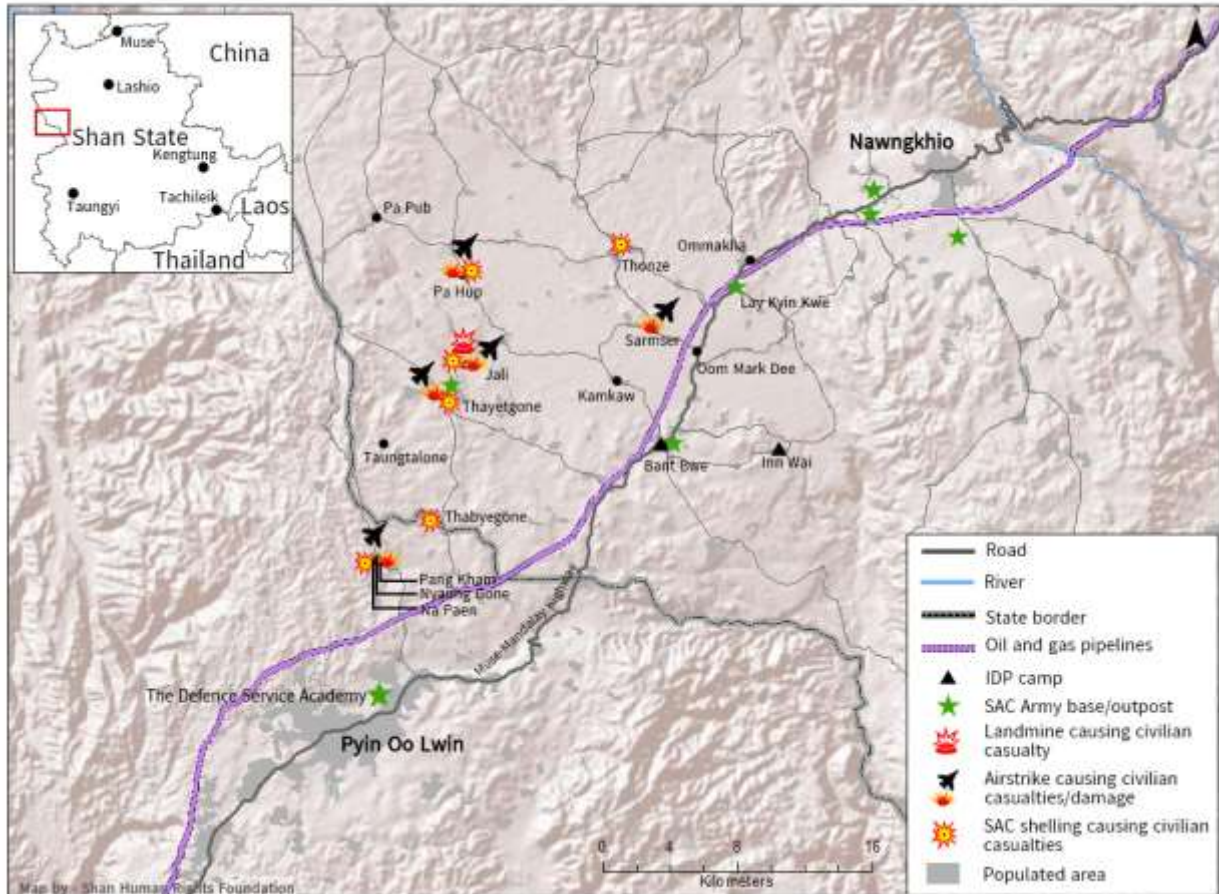 Muse
China
Lashio
Shan State
Kengtung
Taungyi
Tachileik
Laos
Thailand
Nawngkhio
Pa Pub
Ommakha
Thonze
Pa Hup
Lay Kyin Kwe
Sarmser
Oom Mark Dee
Jali
Kamkaw
Thayetgone
Taungtalone
Bant Bwe
Inn Wai
Thabyegone
Pang Kham
Nyaung Gone
Na Paen
Muse-Mandalay highway
The Defence Service Academy
Pyin Oo Lwin
Road
River
State border
Oil and gas pipelines
IDP camp
SAC Army base/outpost
Landmine causing civilian
casualty
Airstrike causing civilian
casualties/damage
SAC shelling causing civilian
casualties
Populated area
0 4 8 16
Kilometers
Map by - Shan Human Rights Foundation